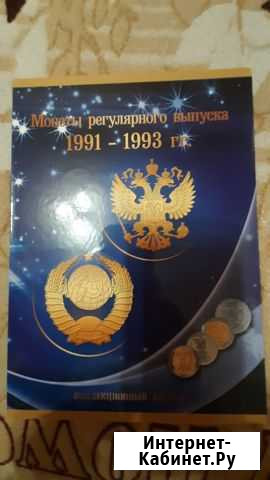 Монеты регулярного выпуска
1991 - 1993 гг.
Интернет-
Кабинет.Ру